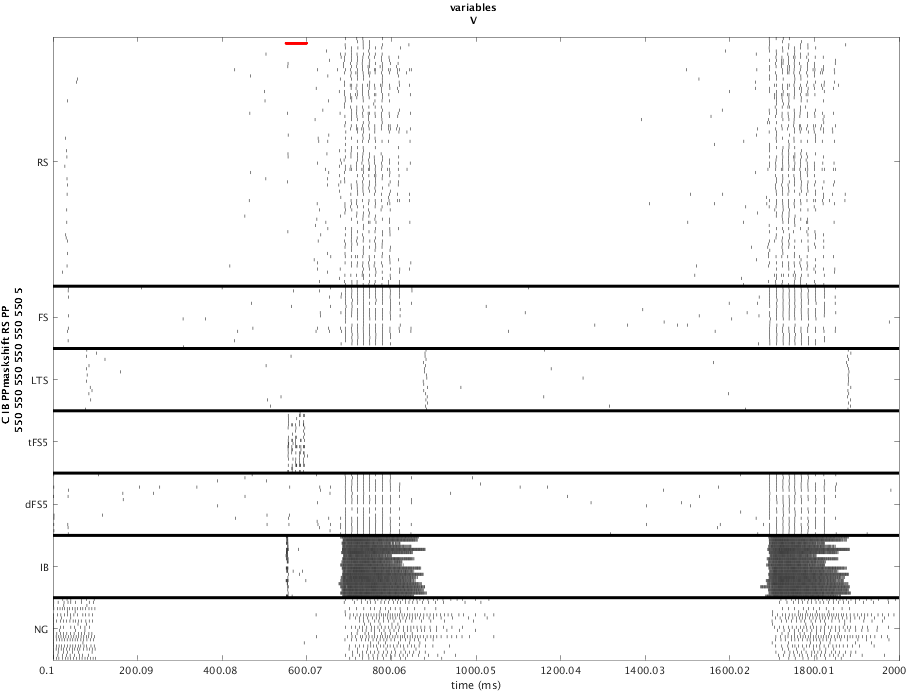 variables
V
RS
FS
LTS
tFS5
dFS5
IB
NG
C IB PPmaskshift RS PP
550 550 550 550 550 5
0.1 200.09 400.08 600.07 800.06 1000.05 1200.04 1400.03 1600.02 1800.01 2000
time (ms)